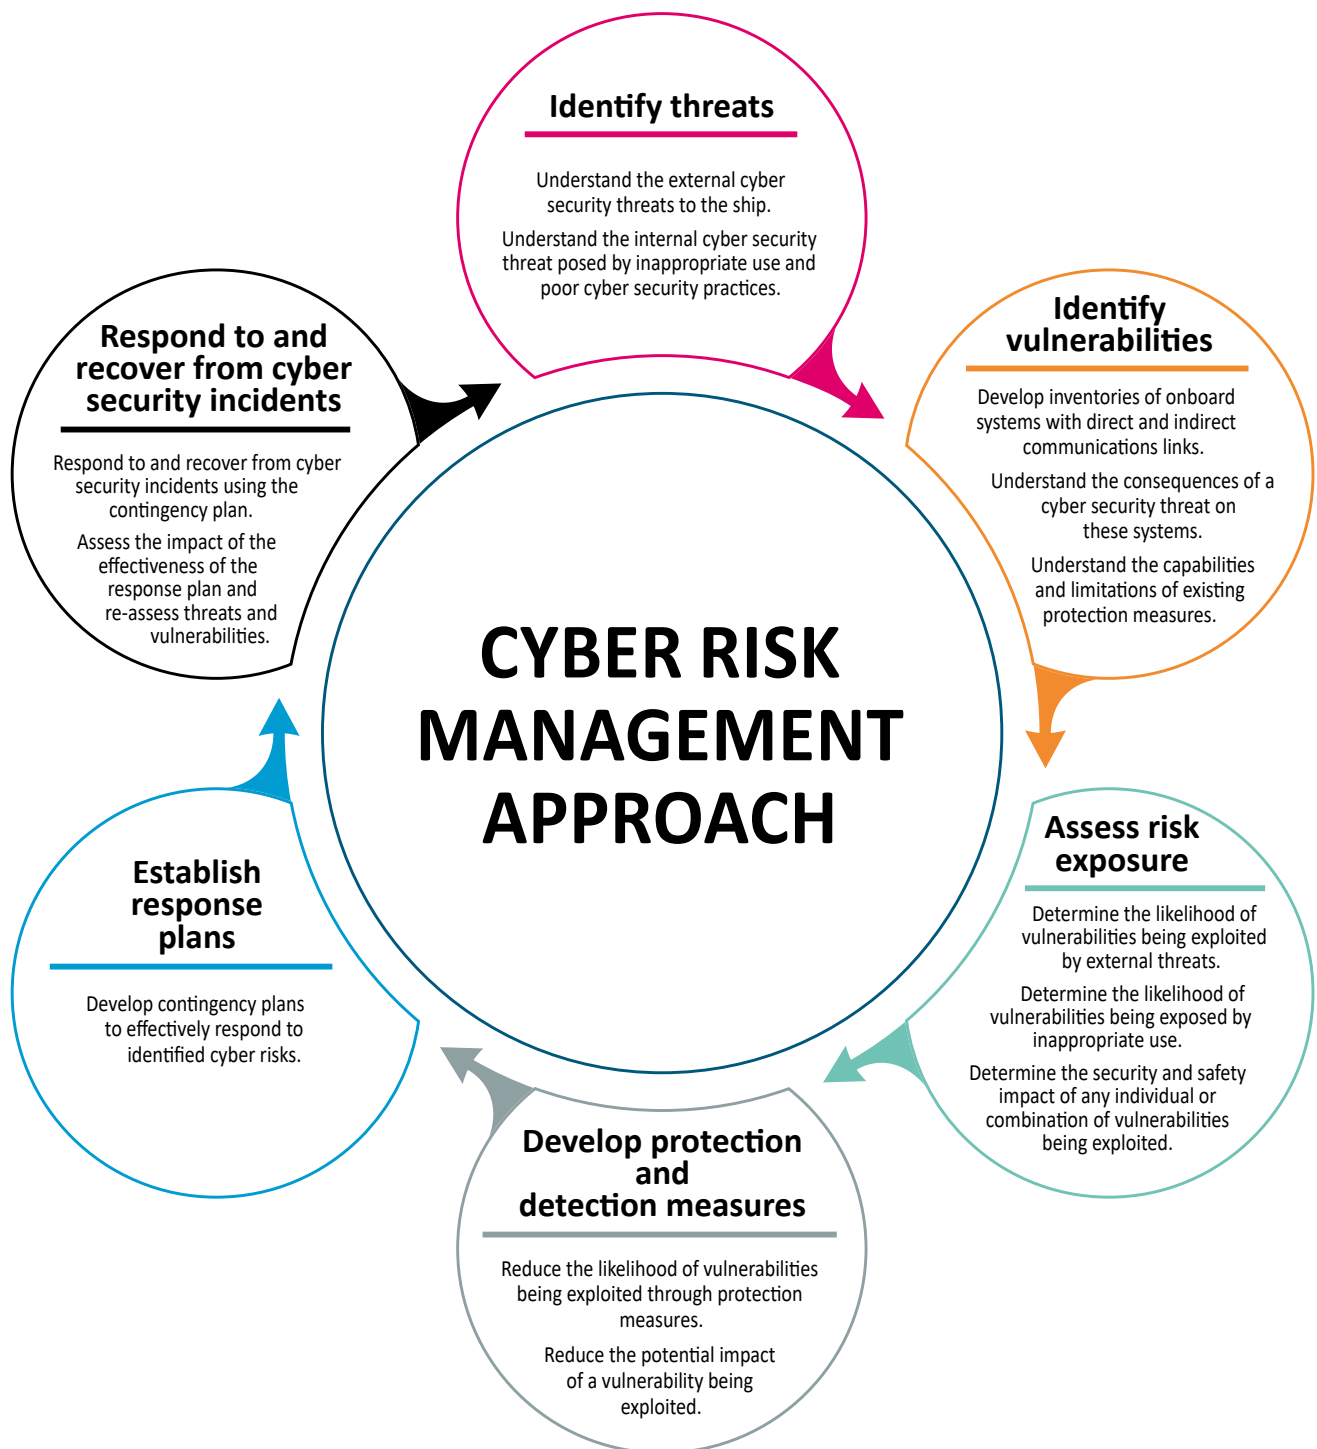 Identify threats
Understand the external cyber
security threats to the ship.
Understand the internal cyber security
threat posed by inappropriate use and
poor cyber security practices.
Identify
vulnerabilities
Develop inventories of onboard
systems with direct and indirect
communications links.
Understand the consequences of a
cyber security threat on
these systems.
Understand the capabilities
and limitations of existing
protection measures.
Assess risk
exposure
Determine the likelihood of
vulnerabilities being exploited
by external threats.
Determine the likelihood of
vulnerabilities being exposed by
inappropriate use.
Determine the security and safety
impact of any individual or
combination of vulnerabilities
being exploited.
Develop protection
and
detection measures
Reduce the likelihood of vulnerabilities
being exploited through protection
measures.
Reduce the potential impact
of a vulnerability being
exploited.
Establish
response
plans
Develop contingency plans
to effectively respond to
identified cyber risks.
Respond to and
recover from cyber
security incidents
Respond to and recover from cyber
security incidents using the
contingency plan.
Assess the impact of the
effectiveness of the
response plan and
re-assess threats and
vulnerabilities.
CYBER RISK
MANAGEMENT
APPROACH